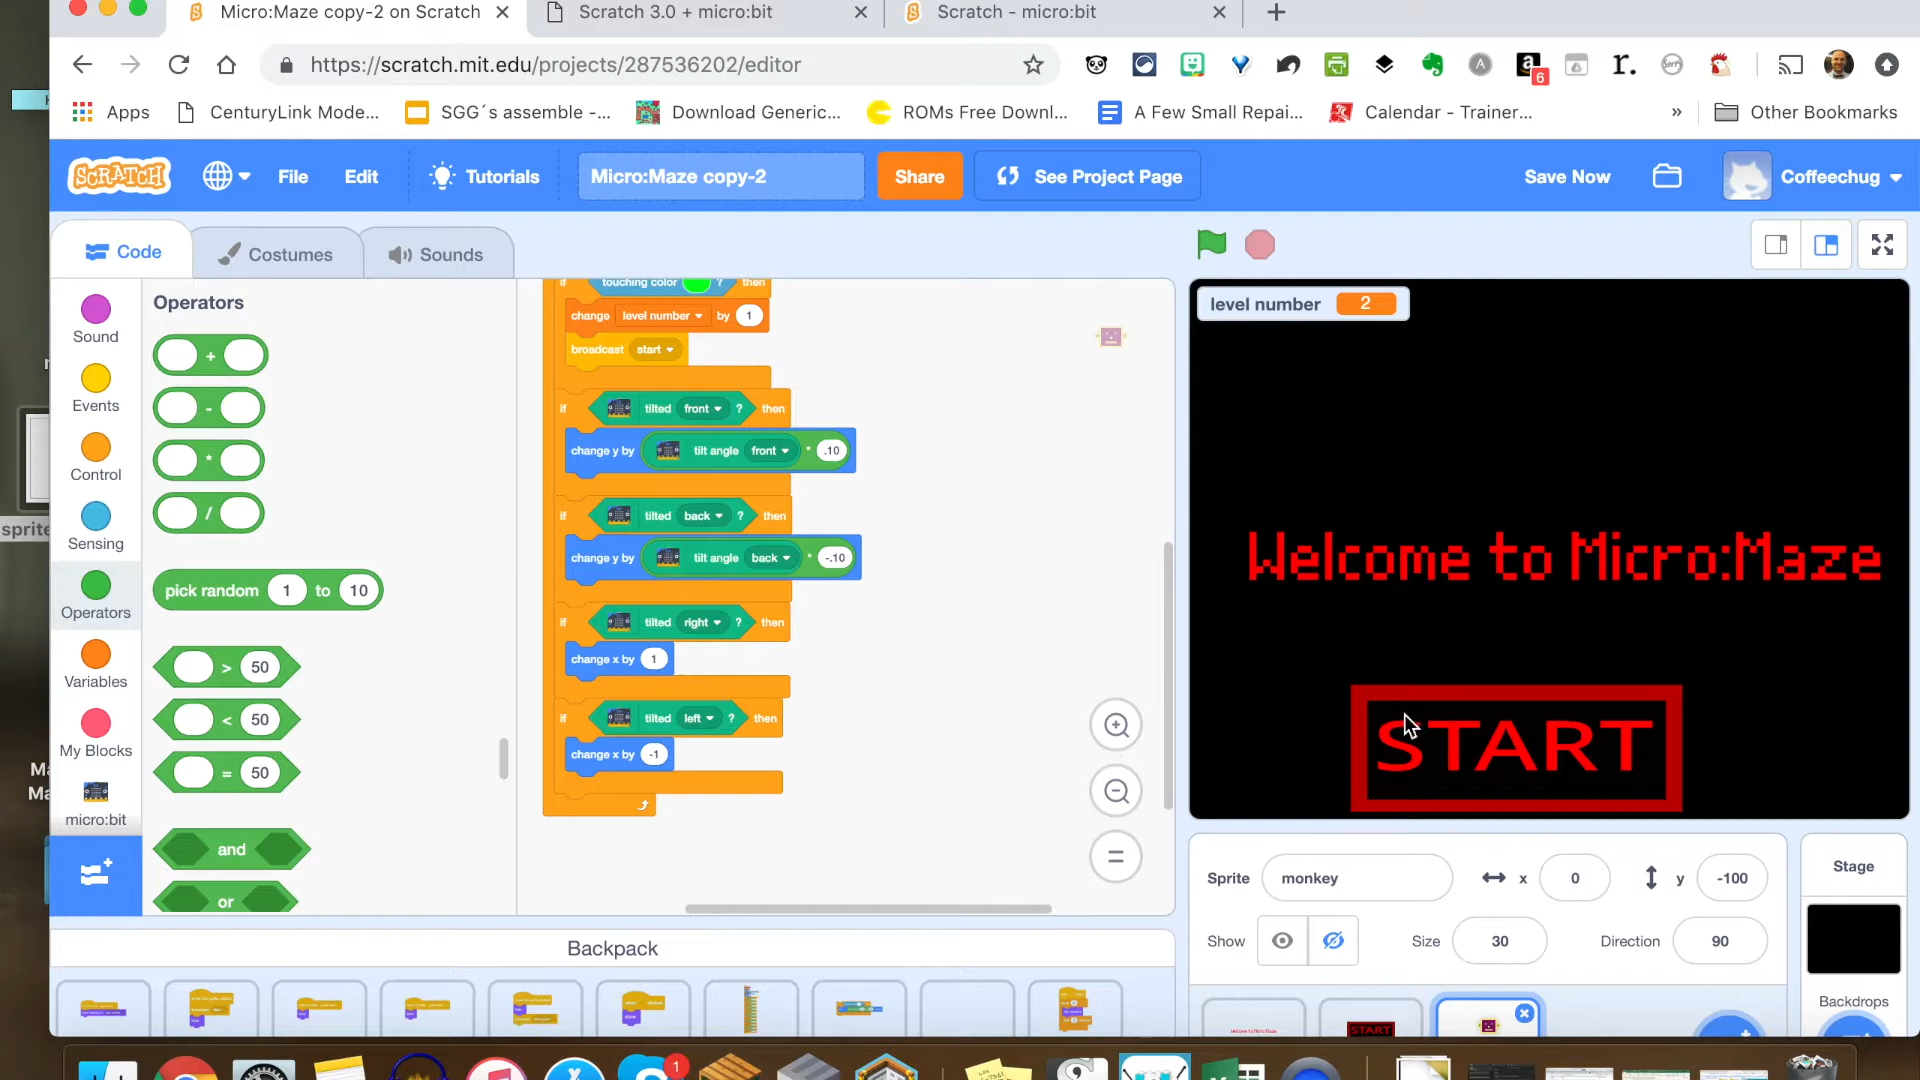 Micro:Maze copy-2 on Scratch
Scratch 3.0 + micro:bit
Scratch - micro:bit
https://scratch.mit.edu/projects/287536202/editor
6
Apps
CenturyLink Mode...
SGG´s assemble -...
Download Generic...
ROMs Free Downl...
A Few Small Repai...
Calendar - Trainer...
»
Other Bookmarks
SCRATCH
File
Edit
Tutorials
Micro:Maze copy-2
Share
See Project Page
Save Now
Coffeechug
Code
Costumes
Sounds
Sound
Events
Control
Sensing
Operators
Variables
My Blocks
micro:bit
Operators
+
-
*
/
pick random 1 to 10
> 50
< 50
= 50
and
or
if touching color ? then
change level number by 1
broadcast start
if tilted front ? then
change y by tilt angle front * .10
if tilted back ? then
change y by tilt angle back * -.10
if tilted right ? then
change x by 1
if tilted left ? then
change x by -1
level number 2
Welcome to Micro:Maze
START
Sprite monkey x 0 y -100
Show Size 30 Direction 90
Stage
Backdrops
START
Backpack
sprite
1